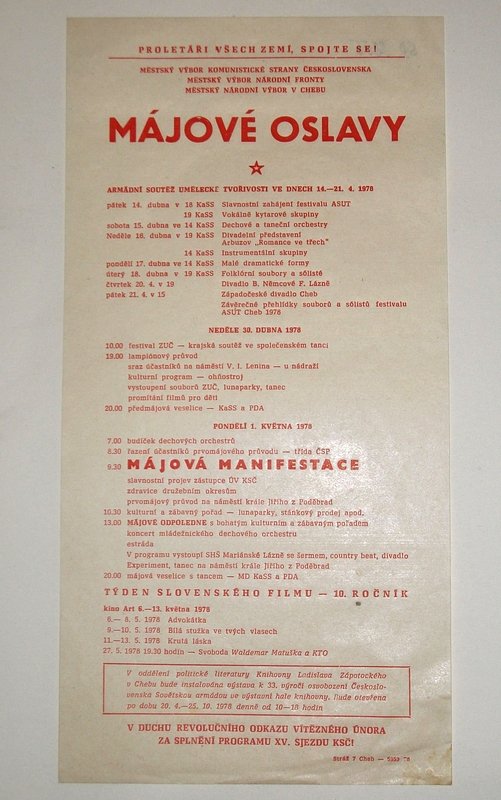 PROLETÁŘI VŠECH ZEMÍ, SPOJTE SE!
MĚSTSKÝ VÝBOR KOMUNISTICKÉ STRANY ČESKOSLOVENSKA
MĚSTSKÝ VÝBOR NÁRODNÍ FRONTY
MĚSTSKÝ NÁRODNÍ VÝBOR V CHEBU
MÁJOVÉ OSLAVY
ARMÁDNÍ SOUTĚŽ UMĚLECKÉ TVOŘIVOSTI VE DNECH 14.—21. 4. 1978
pátek 14. dubna v 18 KaSS Slavnostní zahájení festivalu ASUT
19 KaSS Vokálně kytarové skupiny
sobota 15. dubna ve 14 KaSS Dechové a taneční orchestry
Neděle 16. dubna v 19 KaSS Divadelní představení
Arbuzov „Romance ve třech"
14 KaSS Instrumentální skupiny
pondělí 17. dubna ve 14 KaSS Malé dramatické formy
úterý 18. dubna v 19 KaSS Folklórní soubory a sólisté
čtvrtek 20. 4. v 19 Divadlo B. Němcové F. Lázně
pátek 21. 4. v 15 Západočeské divadlo Cheb
Závěrečné přehlídky souborů a sólistů festivalu
ASUT Cheb 1978
NEDĚLE 30. DUBNA 1978
10,00 festival ZUČ — krajská soutěž ve společenském tanci
19.00 lampiónový průvod
sraz účastníků na náměstí V. I. Lenina — u nádraží
kulturní program — ohňostroj
vystoupení souborů ZUČ, lunaparky, tanec
promítání filmů pro děti
20.00 předmájová veselice — KaSS a PDA
PONDĚLÍ 1. KVĚTNA 1978
7.00 budíček dechových orchestrů
8.30 řazení účastníků prvomájového průvodu — třída ČSP
9.30 MÁJOVÁ MANIFESTACE
slavnostní projev zástupce ÚV KSČ
zdravice družebním okresům
prvomájový průvod na náměstí krále Jiřího z Poděbrad
10.30 kulturní a zábavný pořad — lunaparky, stánkový prodej apod.
13.00 MÁJOVÉ ODPOLEDNE s bohatým kulturním a zábavným pořadem
koncert mládežnického dechového orchestru
estráda
V programu vystoupí SHŠ Mariánské Lázně se šermem, country beat, divadlo
Experiment, tanec na náměstí krále Jiřího z Poděbrad
20.00 májová veselice s tancem — MD KaSS a PDA
TÝDEN SLOVENSKÉHO FILMU — 10. ROČNÍK
kino Art 6.—13. května 1978
6.— 8. 5. 1978 Advokátka
9.—10. 5. 1978 Bílá stužka ve tvých vlasech
11.—13. 5. 1978 Krutá láska
27. 5. 1978 19.30 hodin — Svoboda Waldemar Matuška a KTO
V oddělení politické literatury Knihovny Ladislava Zápotockého
v Chebu bude instalována výstava k 33. výročí osvobození Českoslo-
venska Sovětskou armádou ve výstavní hale knihovny. Bude otevřena
po dobu 20. 4.—25. 10. 1978 denně od 10—18 hodin
V DUCHU REVOLUČNÍHO ODKAZU VÍTĚZNÉHO ÚNORA
ZA SPLNĚNÍ PROGRAMU XV. SJEZDU KSČ!
Stráž 7 Cheb — 5353 78